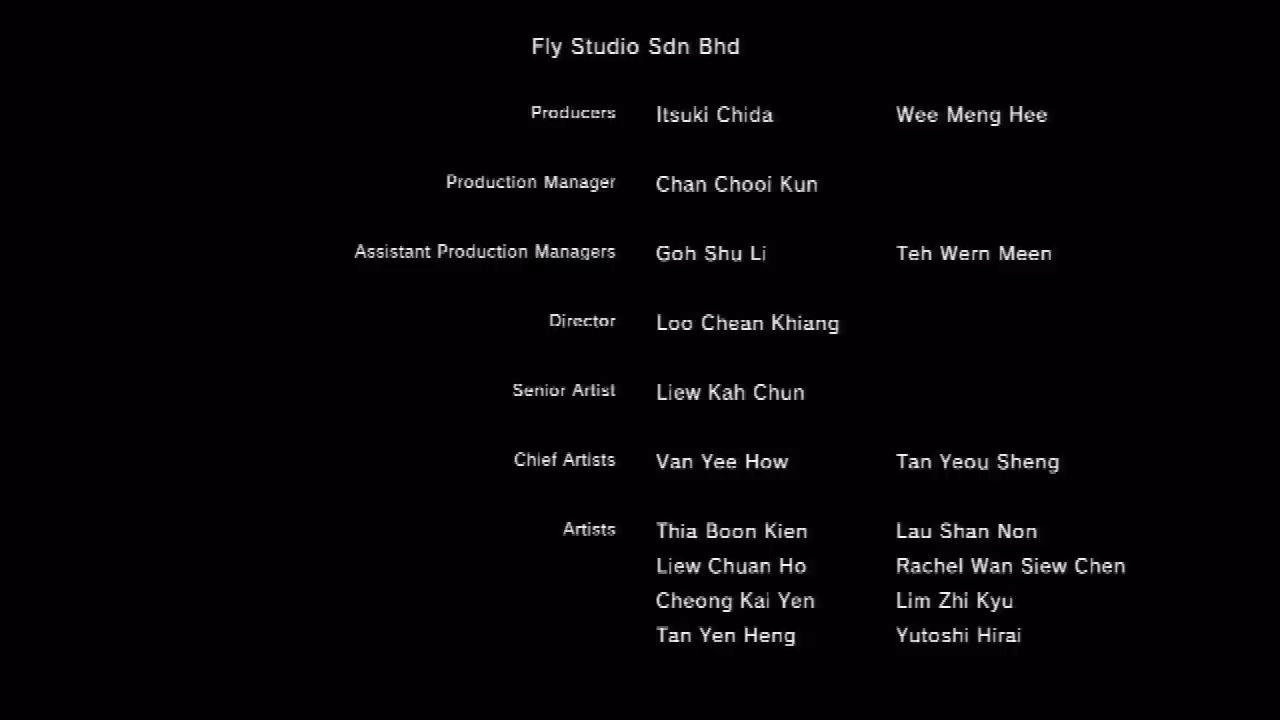 Fly Studio Sdn Bhd
Producers Itsuki Chida Wee Meng Hee
Production Manager Chan Chooi Kun
Assistant Production Managers Goh Shu Li Teh Wern Meen
Director Loo Chean Khiang
Senior Artist Liew Kah Chun
Chief Artists Van Yee How Tan Yeou Sheng
Artists Thia Boon Kien Lau Shan Non
Liew Chuan Ho Rachel Wan Siew Chen
Cheong Kai Yen Lim Zhi Kyu
Tan Yen Heng Yutoshi Hirai